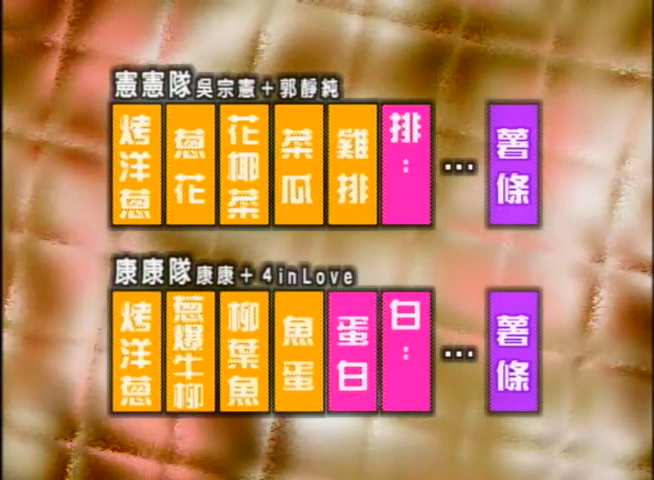 憲憲隊 吳宗憲+郭靜純
烤洋蔥
蔥花
花椰菜
菜瓜
雞排
排:
...
薯條
康康隊 康康+4inLove
烤洋蔥
蔥爆牛柳
柳葉魚
魚蛋
蛋白
白:
...
薯條